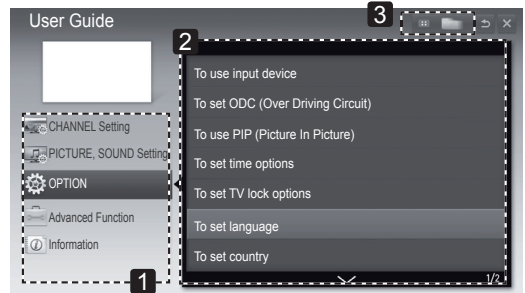 User Guide
3
2
To use input device
To set ODC (Over Driving Circuit)
To use PIP (Picture In Picture)
To set time options
To set TV lock options
To set language
To set country
1/2
CHANNEL Setting
PICTURE, SOUND Setting
OPTION
Advanced Function
Information
1